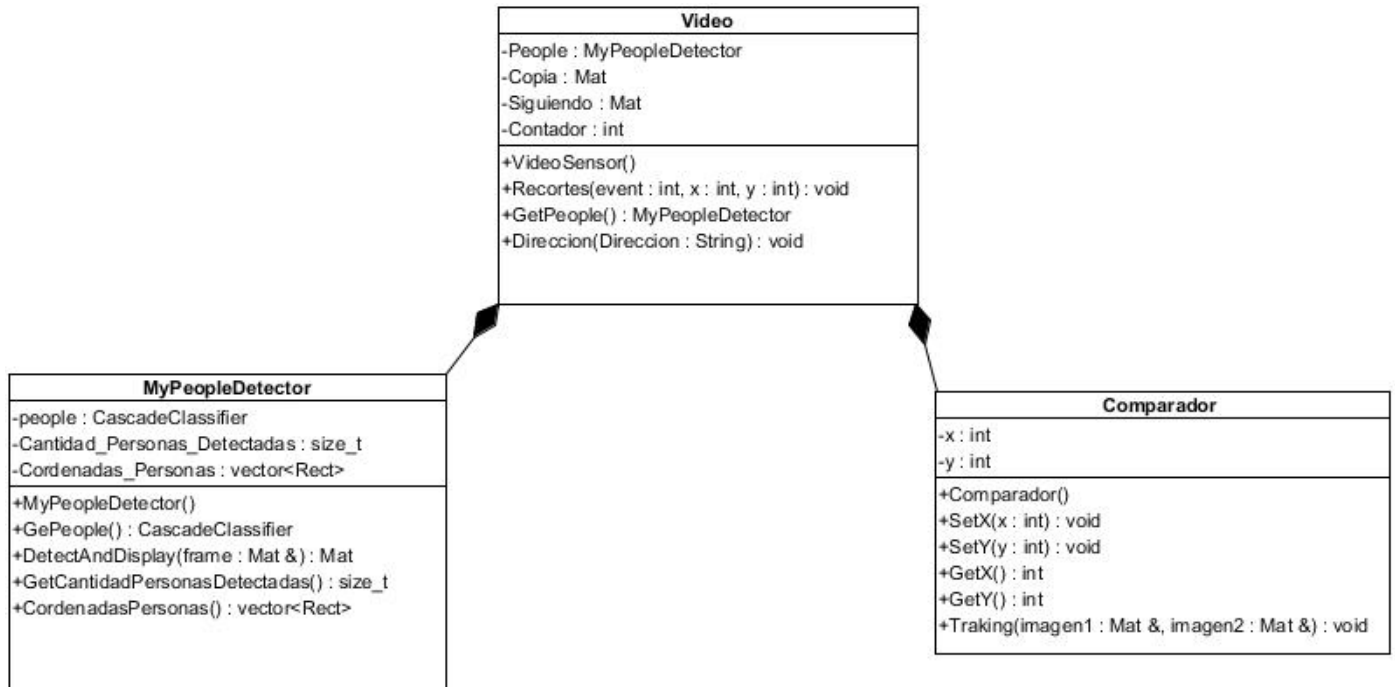 Video
-People : MyPeopleDetector
-Copia : Mat
-Siguiendo : Mat
-Contador : int
+VideoSensor()
+Recortes(event : int, x : int, y : int) : void
+GetPeople() : MyPeopleDetector
+Direccion(Direccion : String) : void
MyPeopleDetector
-people : CascadeClassifier
-Cantidad_Personas_Detectadas : size_t
-Cordenadas_Personas : vector<Rect>
+MyPeopleDetector()
+GePeople() : CascadeClassifier
+DetectAndDisplay(frame : Mat &) : Mat
+GetCantidadPersonasDetectadas() : size_t
+CordenadasPersonas() : vector<Rect>
Comparador
-x : int
-y : int
+Comparador()
+SetX(x : int) : void
+SetY(y : int) : void
+GetX() : int
+GetY() : int
+Traking(imagen1 : Mat &, imagen2 : Mat &) : void